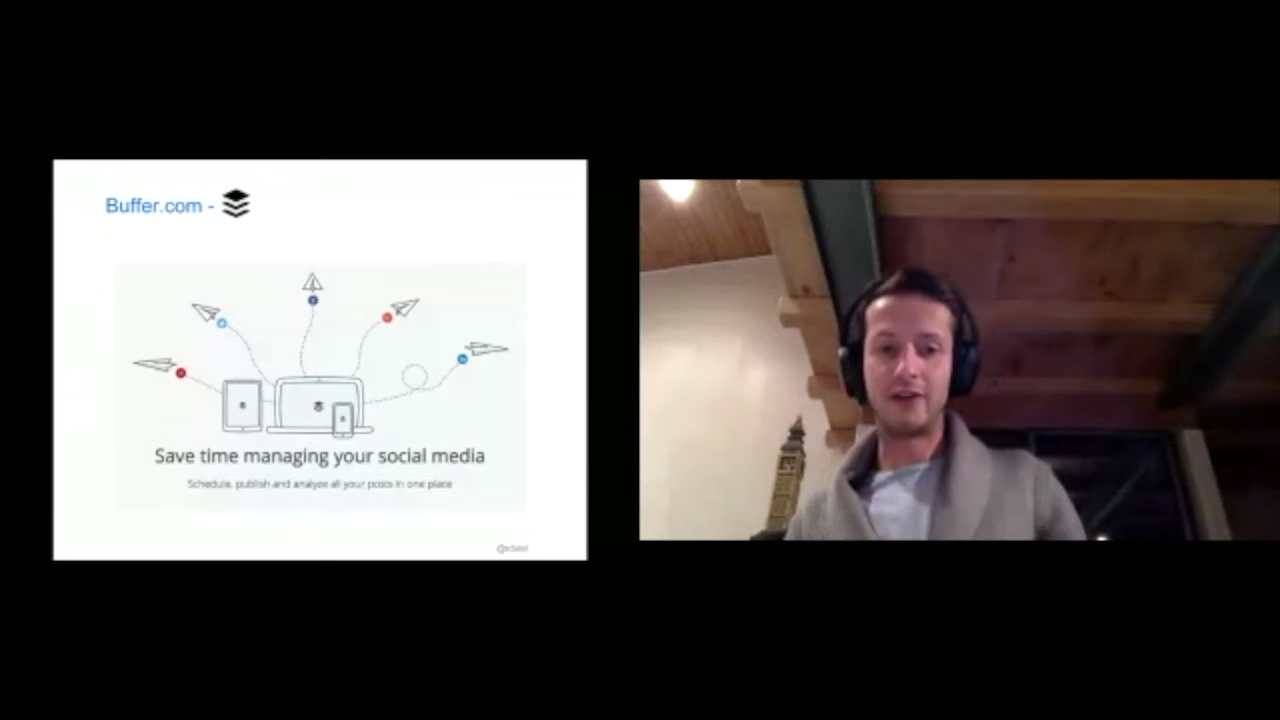 Buffer.com -
Save time managing your social media
Schedule, publish and analyze all your posts in one place